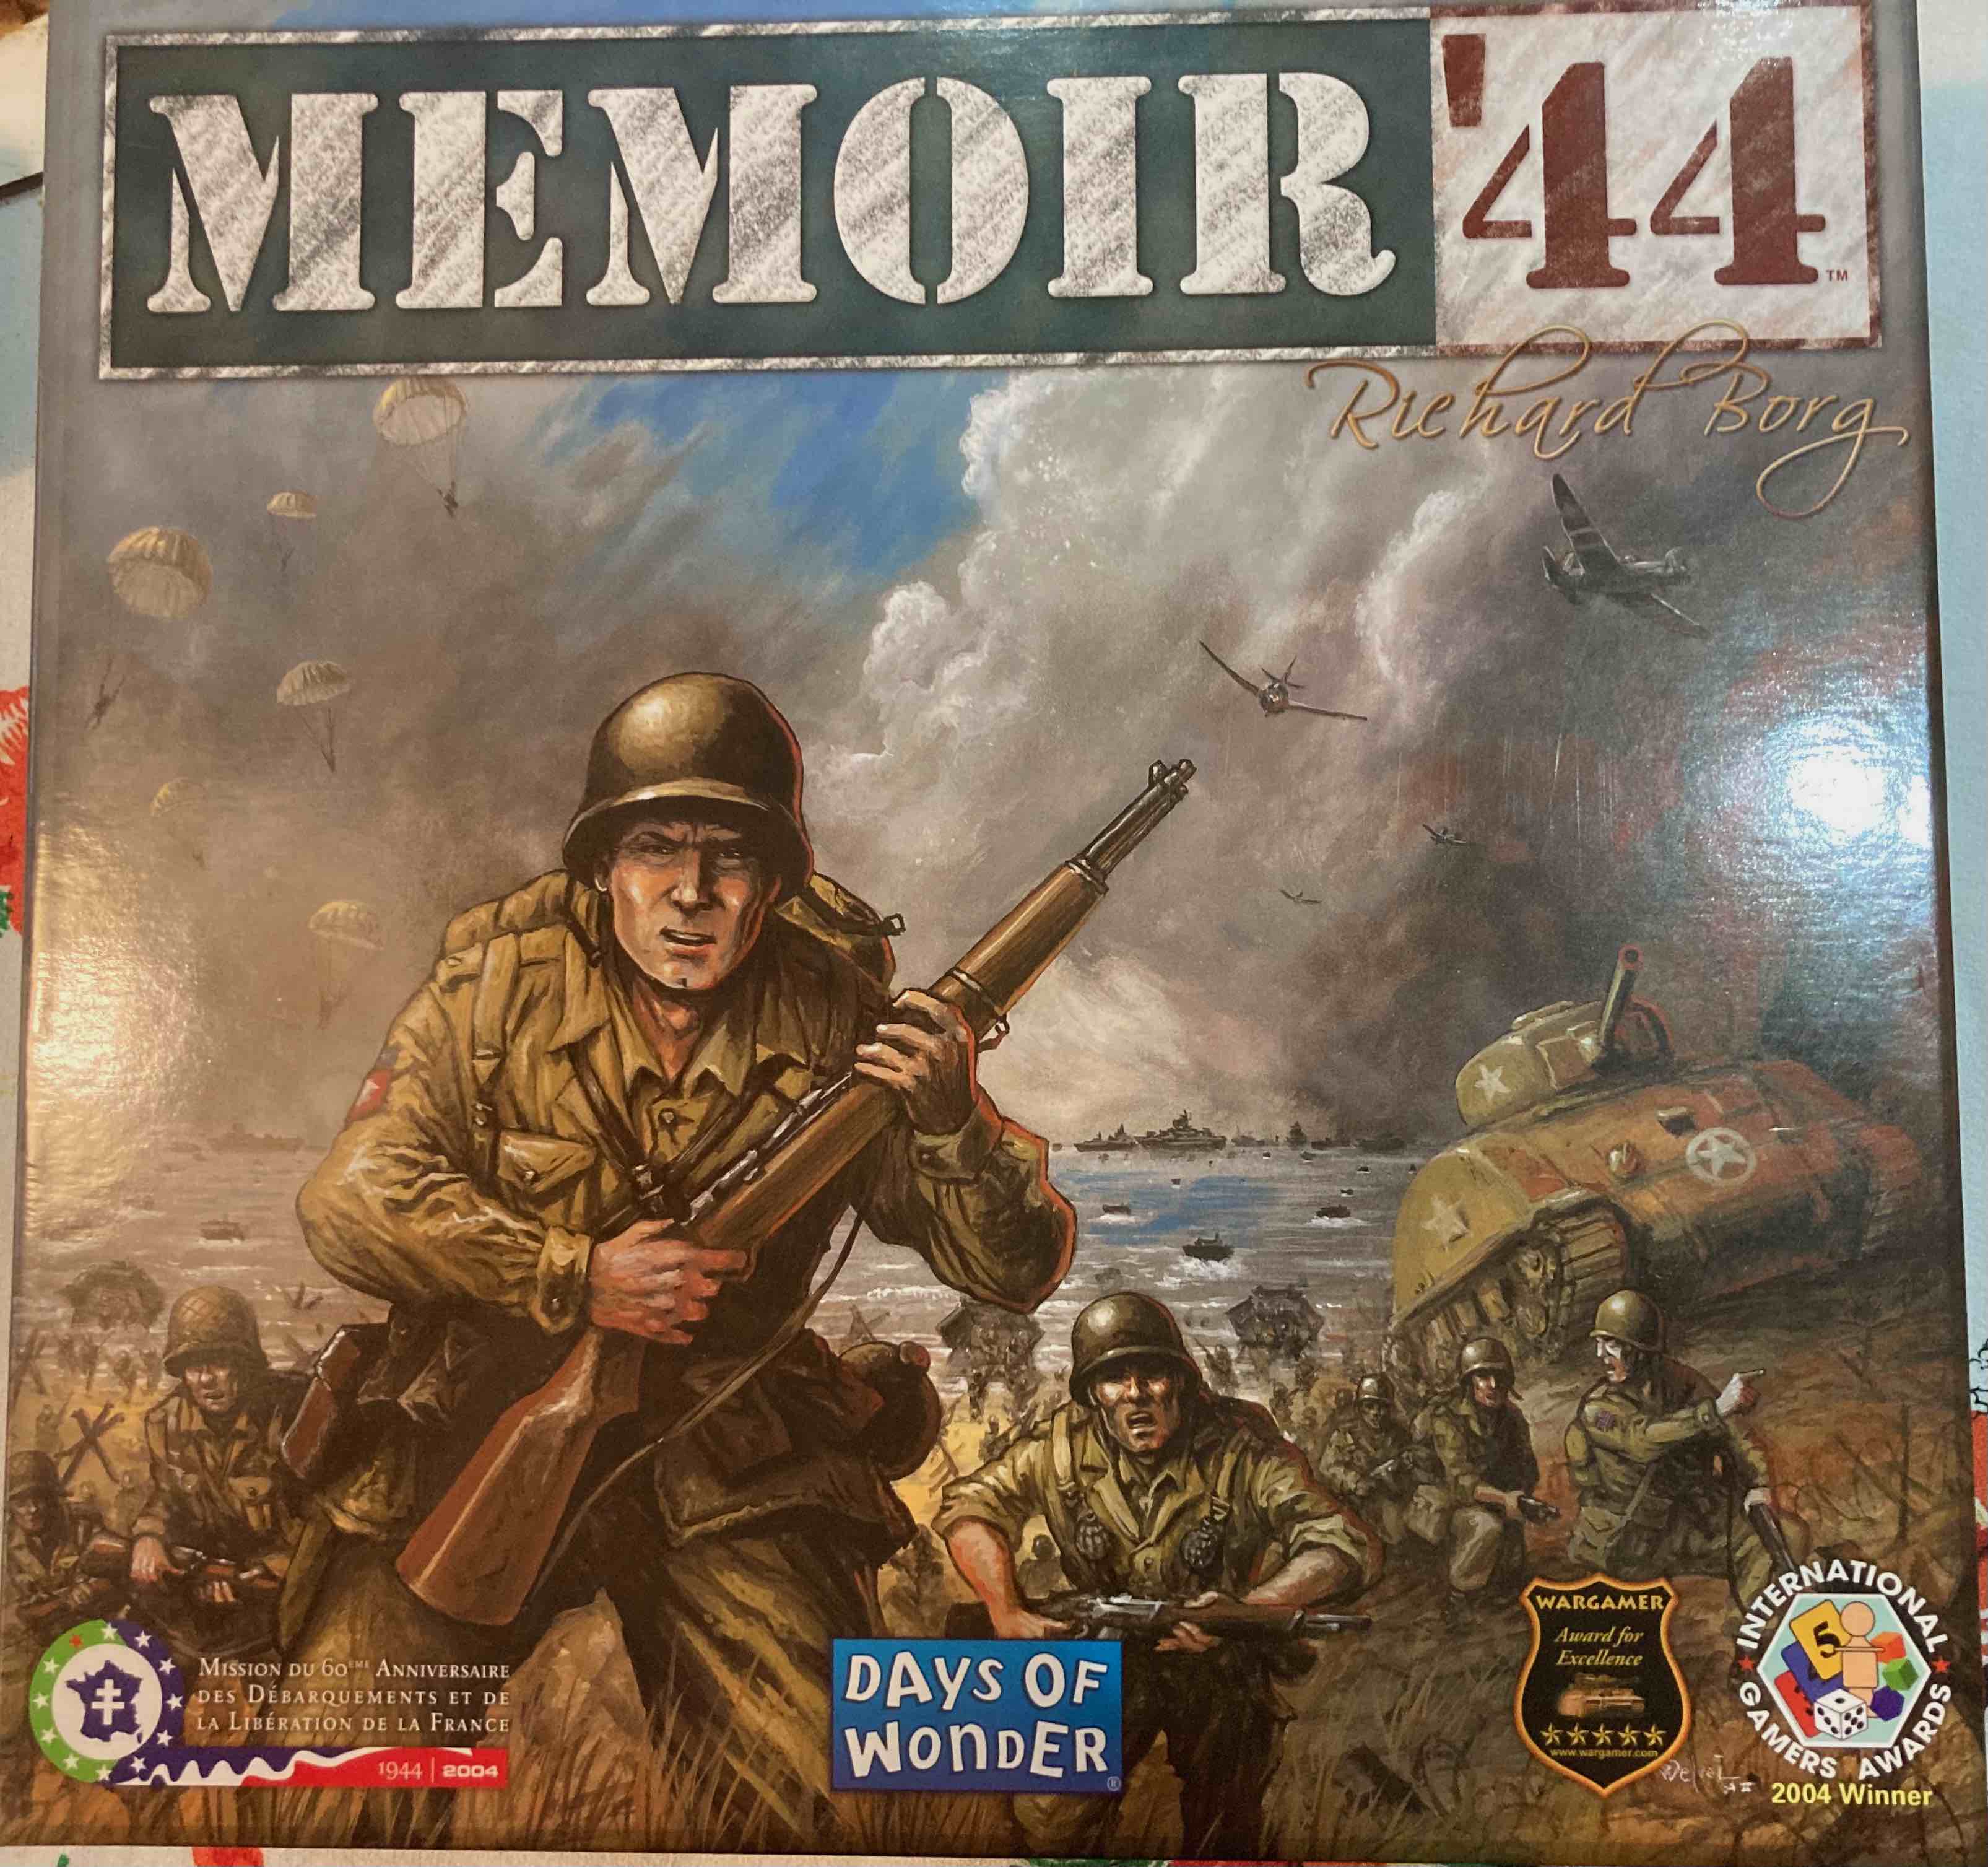 MEMOIR '44
TM
Richard Borg
MISSION DU 60EME ANNIVERSAIRE
DES DÉBARQUEMENTS ET DE
LA LIBÉRATION DE LA FRANCE
1944 | 2004
DAYS OF
WONDER
®
WARGAMER
Award for
Excellence
www.wargamer.com
INTERNATIONAL
GAMERS AWARDS
5
2004 Winner